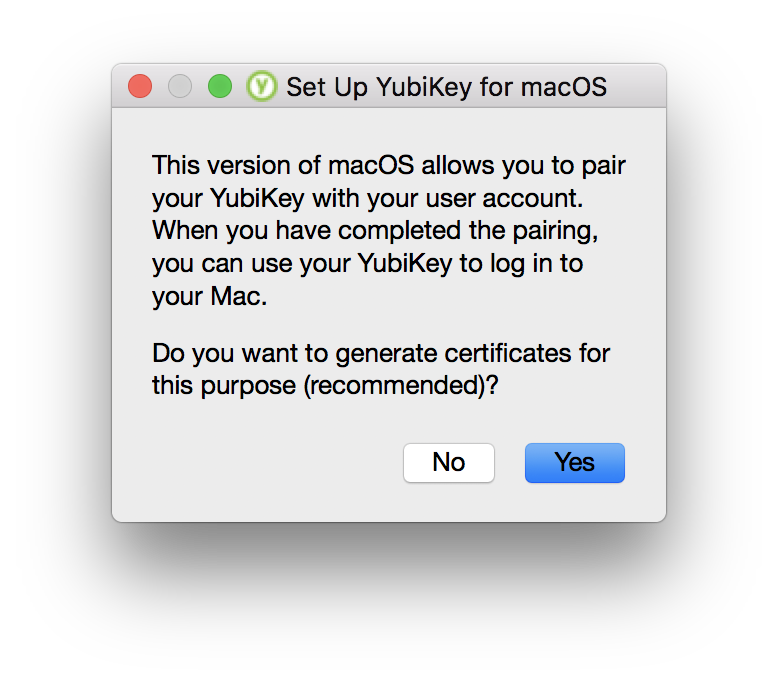 Set Up YubiKey for macOS
This version of macOS allows you to pair
your YubiKey with your user account.
When you have completed the pairing,
you can use your YubiKey to log in to
your Mac.
Do you want to generate certificates for
this purpose (recommended)?
No
Yes